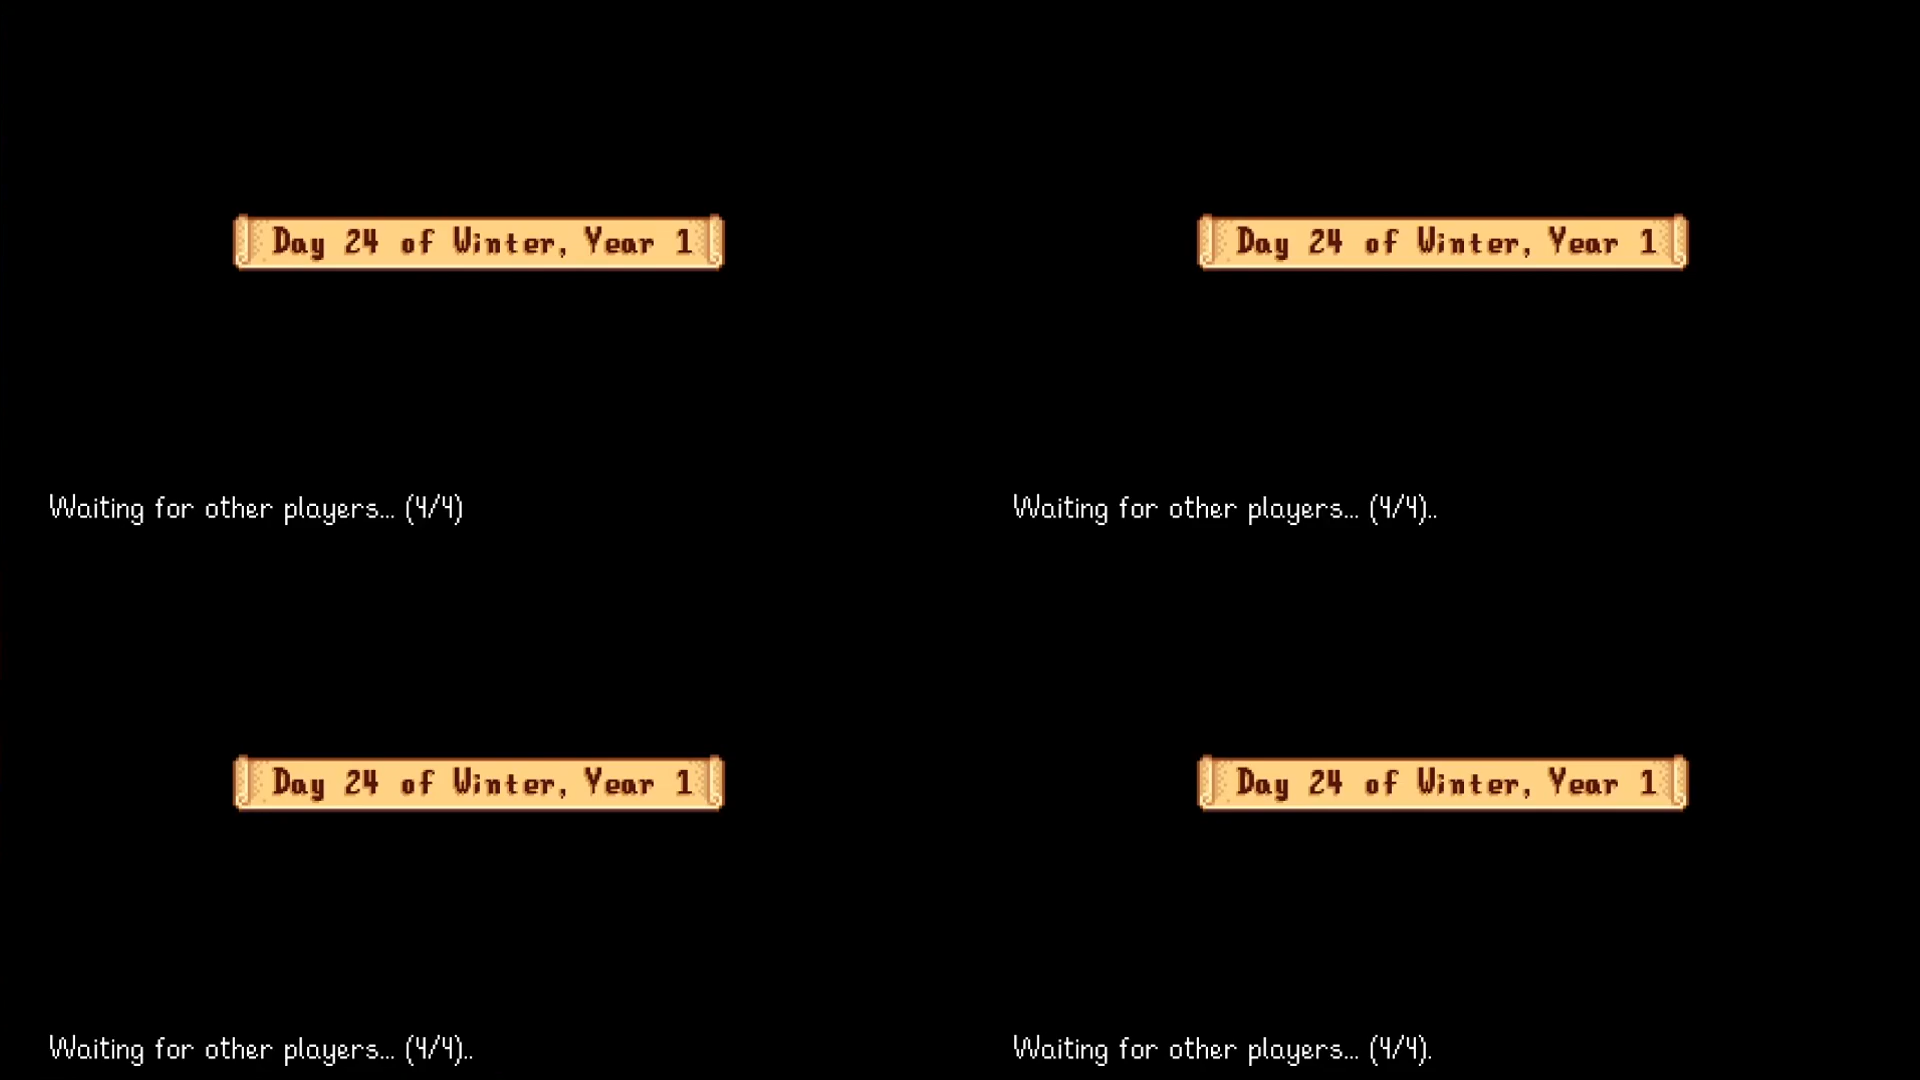 Day 24 of Winter, Year 1
Day 24 of Winter, Year 1
Waiting for other players... (4/4)
Waiting for other players... (4/4)..
Day 24 of Winter, Year 1
Day 24 of Winter, Year 1
Waiting for other players... (4/4)..
Waiting for other players... (4/4).